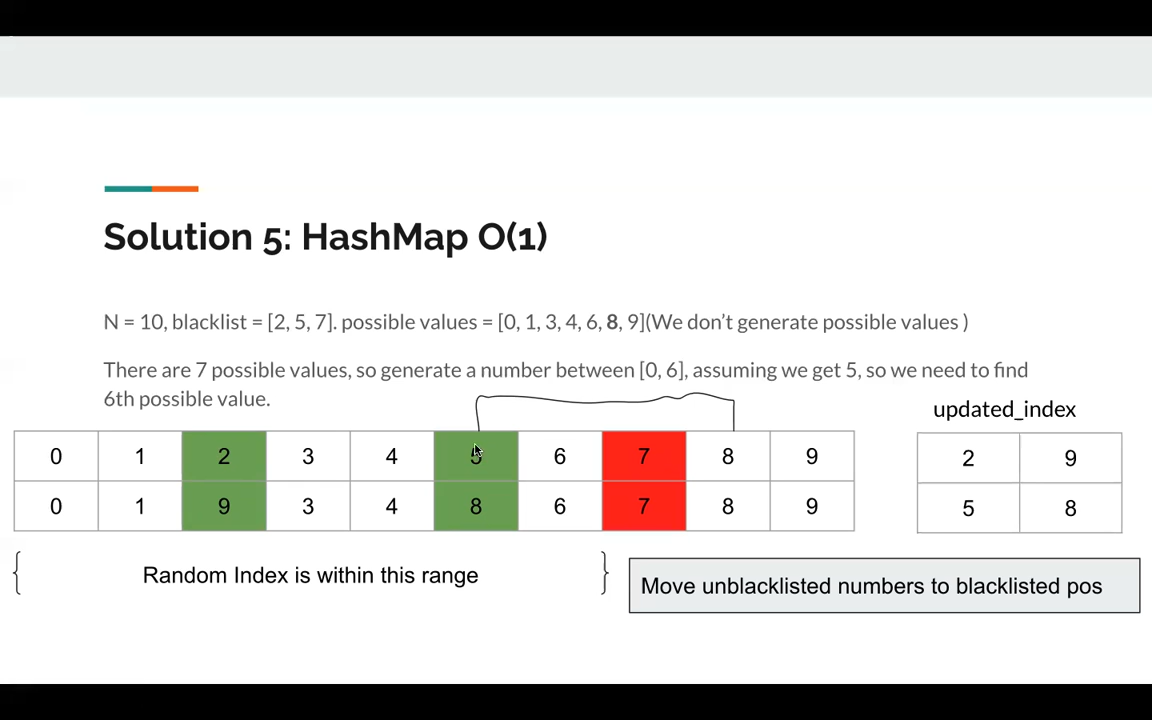 Solution 5: HashMap O(1)
N = 10, blacklist = [2, 5, 7]. possible values = [0, 1, 3, 4, 6, 8, 9](We don't generate possible values )
There are 7 possible values, so generate a number between [0, 6], assuming we get 5, so we need to find
6th possible value.
updated_index
0 1 2 3 4 5 6 7 8 9
0 1 9 3 4 8 6 7 8 9
2 9
5 8
{ Random Index is within this range }
Move unblacklisted numbers to blacklisted pos